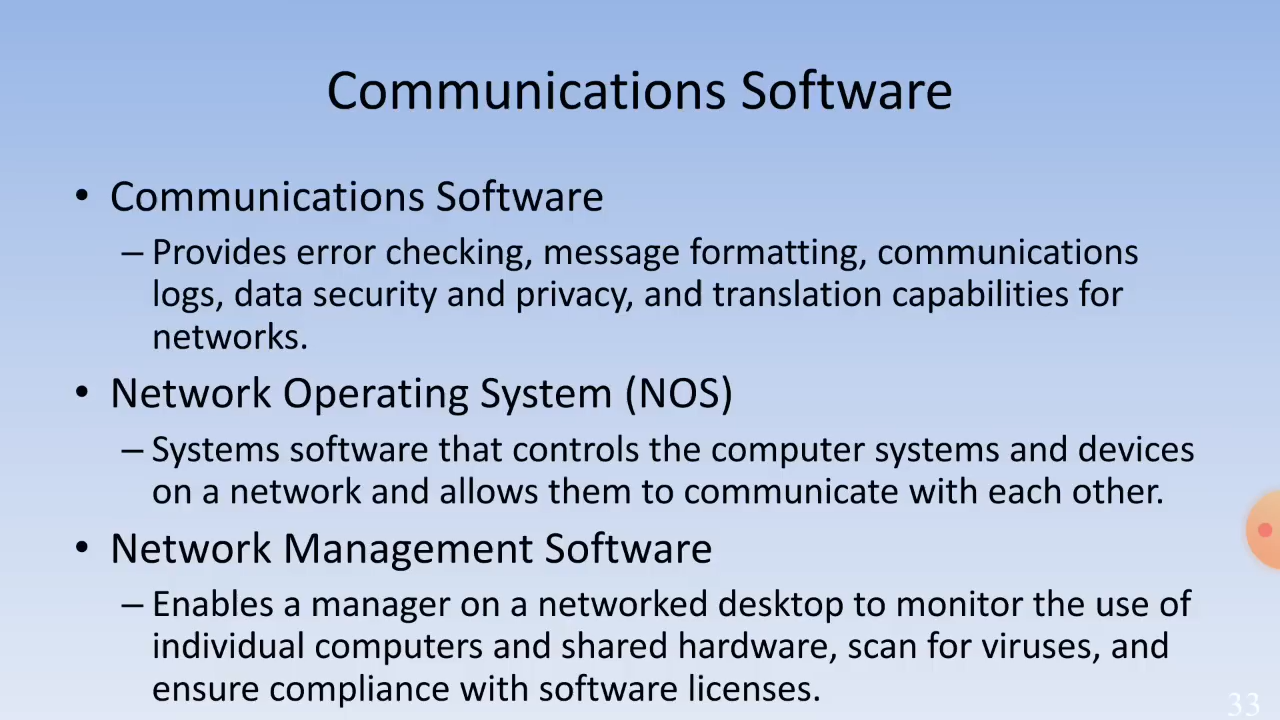 Communications Software
• Communications Software
– Provides error checking, message formatting, communications
logs, data security and privacy, and translation capabilities for
networks.
• Network Operating System (NOS)
– Systems software that controls the computer systems and devices
on a network and allows them to communicate with each other.
• Network Management Software
– Enables a manager on a networked desktop to monitor the use of
individual computers and shared hardware, scan for viruses, and
ensure compliance with software licenses.
33